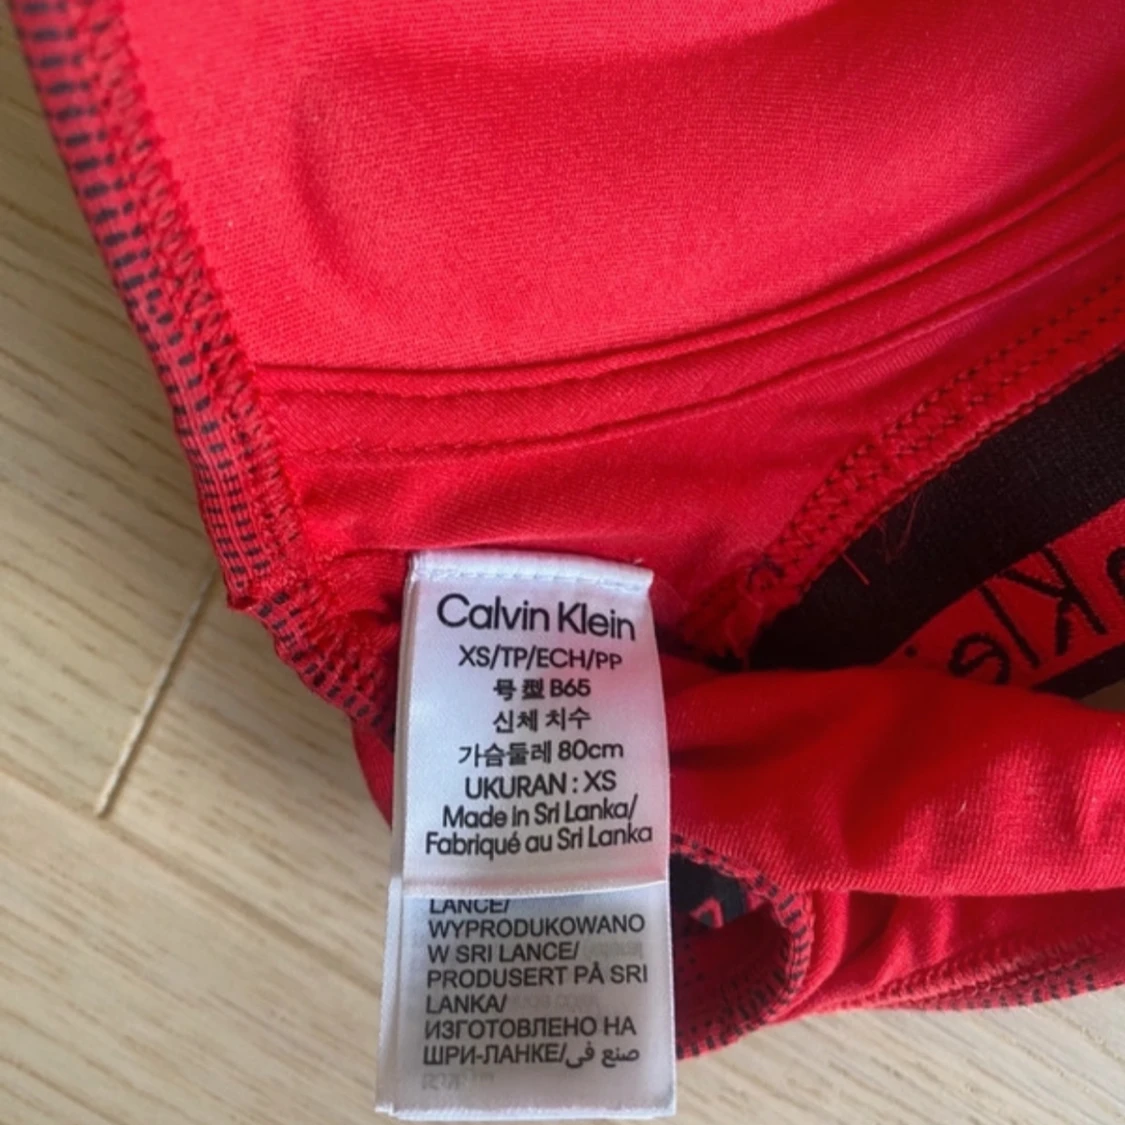 Calvin Klein
XS/TP/ECH/PP
号型 B65
신체 치수
가슴둘레 80cm
UKURAN : XS
Made in Sri Lanka/
Fabriqué au Sri Lanka
LANCE/
WYPRODUKOWANO
W SRI LANCE/
PRODUSERT PÅ SRI
LANKA/
ИЗГОТОВЛЕНО НА
ШРИ-ЛАНКЕ/صنع في